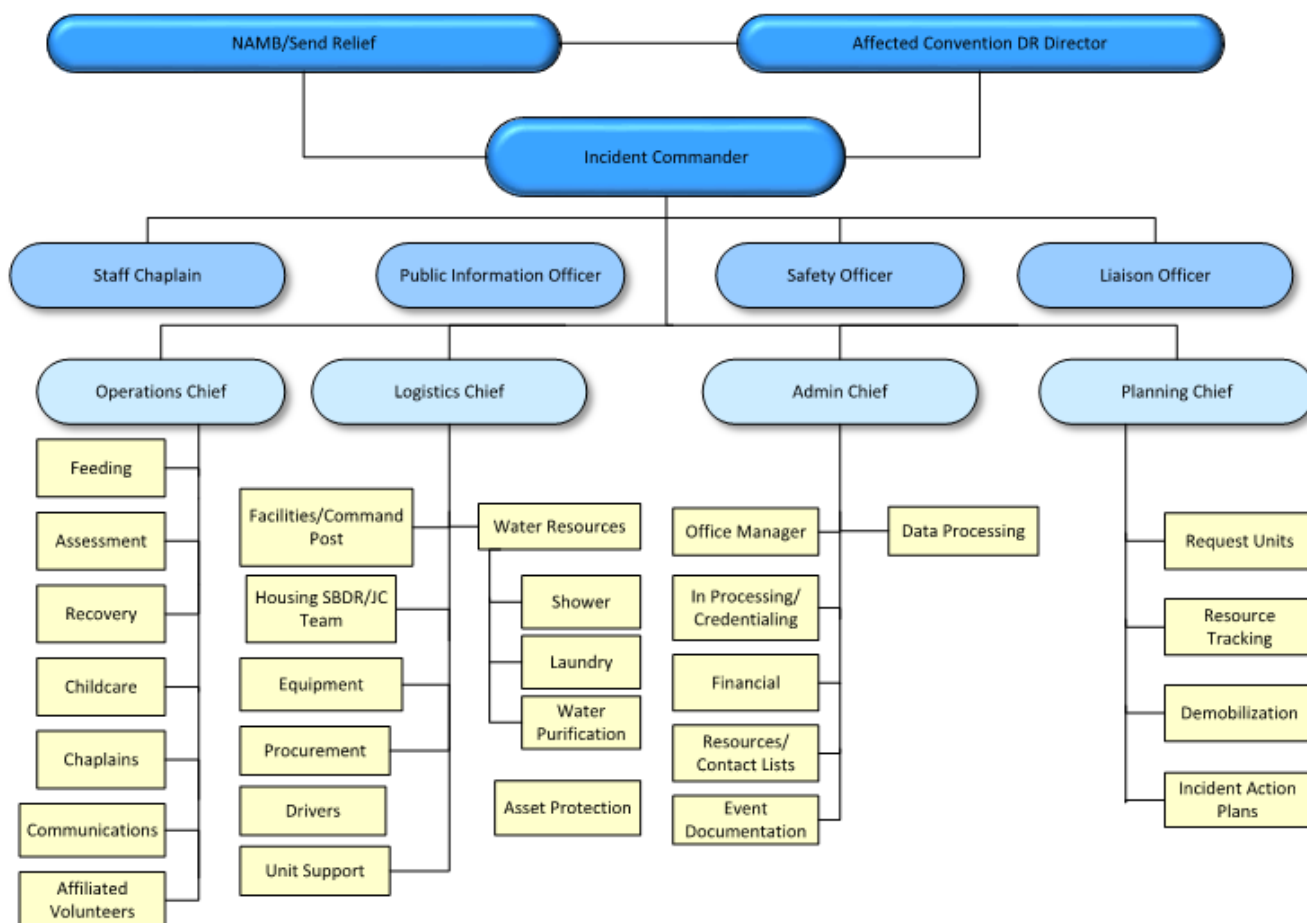 NAMB/Send Relief
Affected Convention DR Director
Incident Commander
Staff Chaplain
Public Information Officer
Safety Officer
Liaison Officer
Operations Chief
Logistics Chief
Admin Chief
Planning Chief
Feeding
Assessment
Recovery
Childcare
Chaplains
Communications
Affiliated
Volunteers
Facilities/Command
Post
Housing SBDR/JC
Team
Equipment
Procurement
Drivers
Unit Support
Water Resources
Shower
Laundry
Water
Purification
Asset Protection
Office Manager
In Processing/
Credentialing
Financial
Resources/
Contact Lists
Event
Documentation
Data Processing
Request Units
Resource
Tracking
Demobilization
Incident Action
Plans